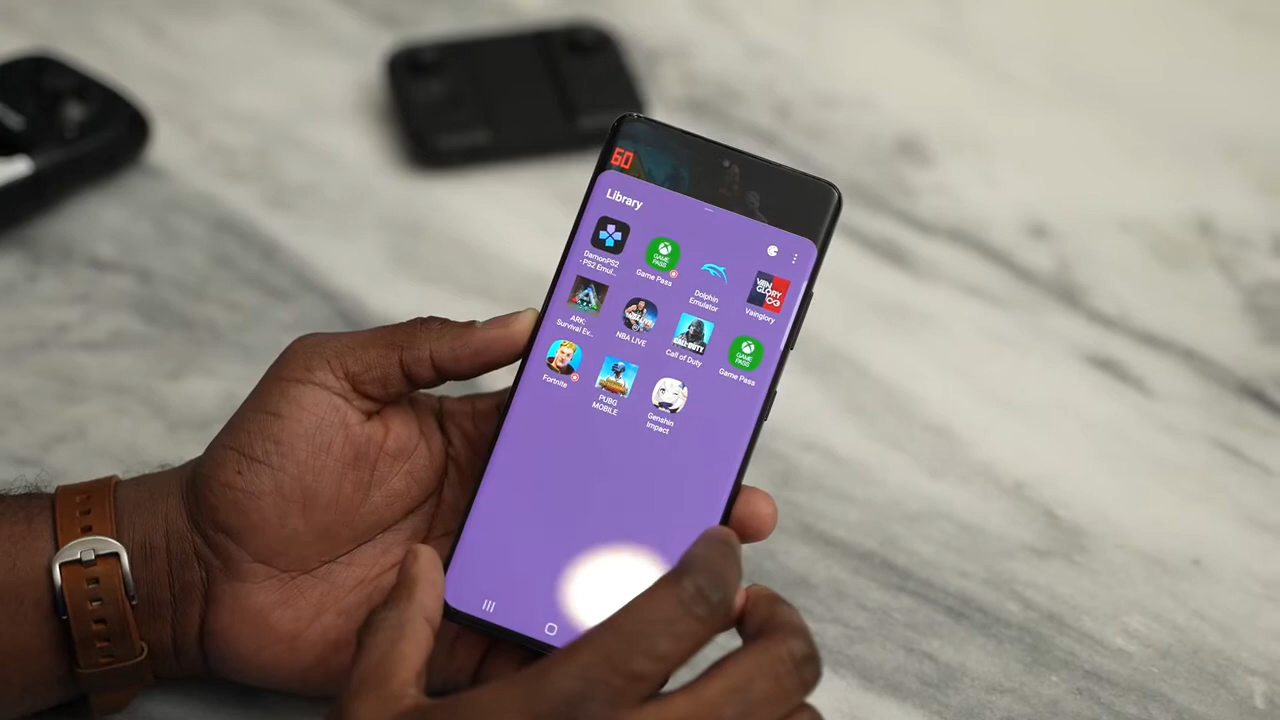 60
Library
DamonPS2
- PS2 Emul...
GAME
PASS
Game Pass
Dolphin
Emulator
VAIN
GLORY
Vainglory
ARK:
Survival Ev...
NBA LIVE
CALL OF DUTY
Call of Duty
GAME
PASS
Game Pass
Fortnite
PUBG
MOBILE
Genshin
Impact